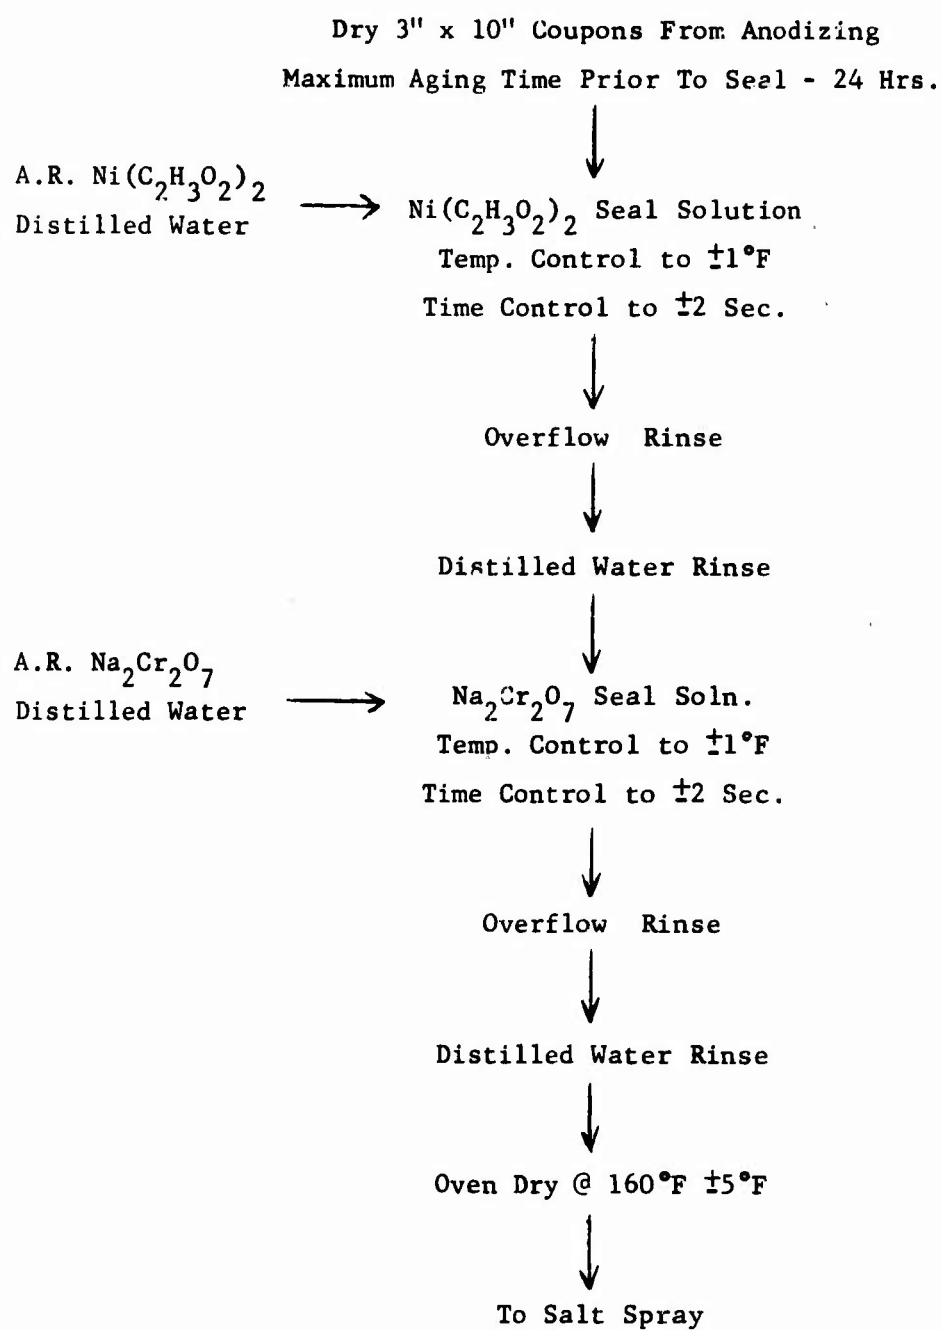 Dry 3" x 10" Coupons From Anodizing
Maximum Aging Time Prior To Seal - 24 Hrs.
A.R. Ni(C₂H₃O₂)₂
Distilled Water
Ni(C₂H₃O₂)₂ Seal Solution
Temp. Control to ±1°F
Time Control to ±2 Sec.
Overflow Rinse
Distilled Water Rinse
A.R. Na₂Cr₂O₇
Distilled Water
Na₂Cr₂O₇ Seal Soln.
Temp. Control to ±1°F
Time Control to ±2 Sec.
Overflow Rinse
Distilled Water Rinse
Oven Dry @ 160°F ±5°F
To Salt Spray